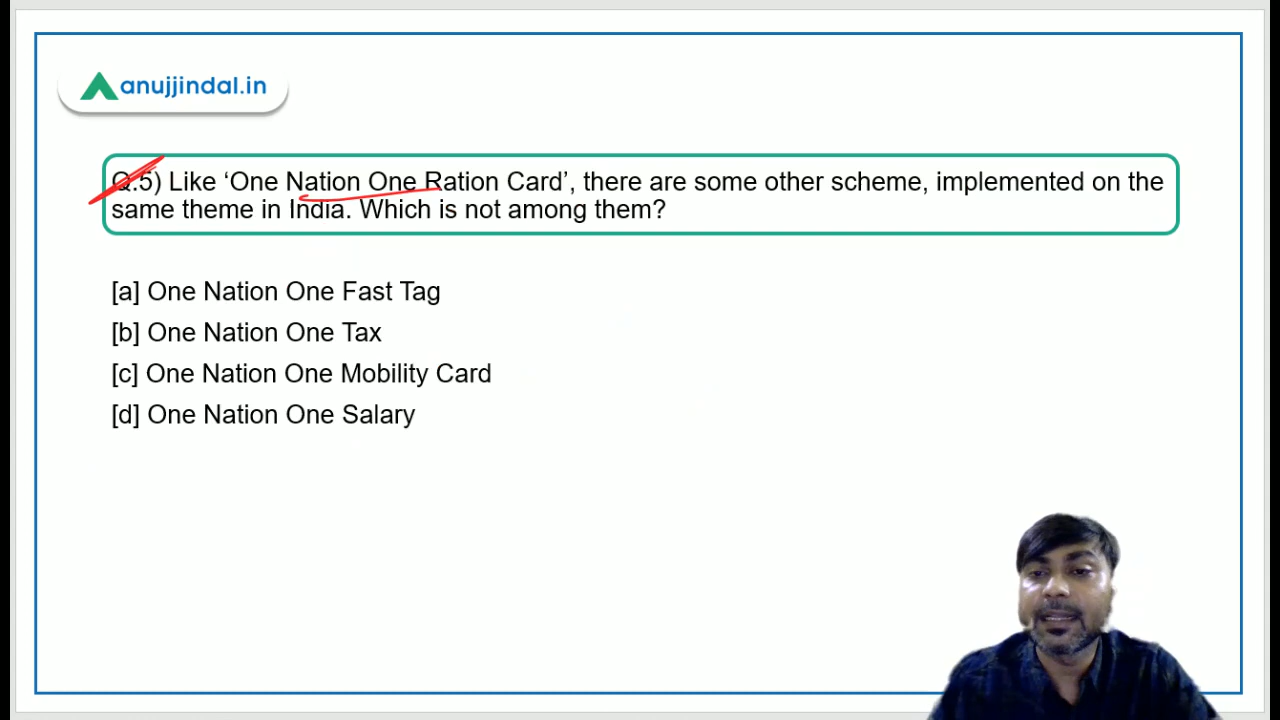 anujjindal.in
Q.5) Like ‘One Nation One Ration Card’, there are some other scheme, implemented on the
same theme in India. Which is not among them?
[a] One Nation One Fast Tag
[b] One Nation One Tax
[c] One Nation One Mobility Card
[d] One Nation One Salary